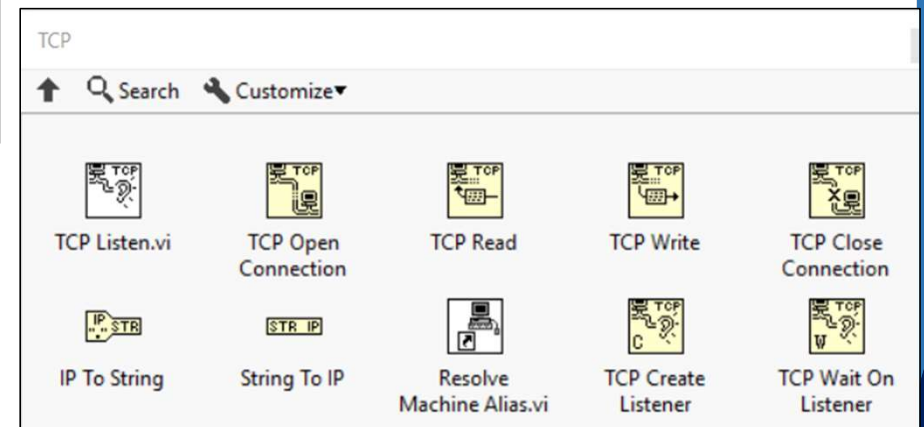 TCP
Search Customize
TCP TCP TCP TCP TCP
TCP Listen.vi TCP Open Connection TCP Read TCP Write TCP Close Connection
IP STR STR IP TCP C TCP W
IP To String String To IP Resolve Machine Alias.vi TCP Create Listener TCP Wait On Listener